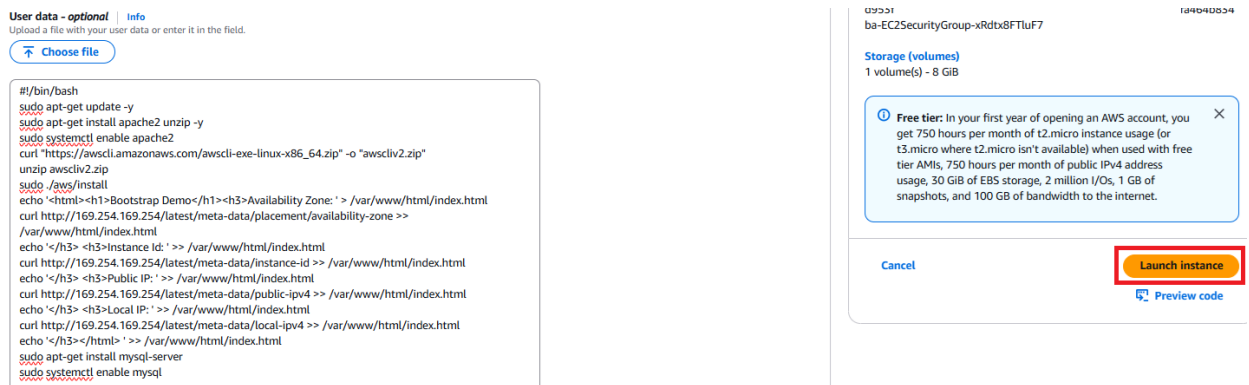 User data - optional Info
Upload a file with your user data or enter it in the field.
Choose file
#!/bin/bash
sudo apt-get update -y
sudo apt-get install apache2 unzip -y
sudo systemctl enable apache2
curl "https://awscli.amazonaws.com/awscli-exe-linux-x86_64.zip" -o "awscliv2.zip"
unzip awscliv2.zip
sudo ./aws/install
echo '<html><h1>Bootstrap Demo</h1><h3>Availability Zone: ' > /var/www/html/index.html
curl http://169.254.169.254/latest/meta-data/placement/availability-zone >>
/var/www/html/index.html
echo '</h3> <h3>Instance Id: ' >> /var/www/html/index.html
curl http://169.254.169.254/latest/meta-data/instance-id >> /var/www/html/index.html
echo '</h3> <h3>Public IP: ' >> /var/www/html/index.html
curl http://169.254.169.254/latest/meta-data/public-ipv4 >> /var/www/html/index.html
echo '</h3> <h3>Local IP: ' >> /var/www/html/index.html
curl http://169.254.169.254/latest/meta-data/local-ipv4 >> /var/www/html/index.html
echo '</h3></html> ' >> /var/www/html/index.html
sudo apt-get install mysql-server
sudo systemctl enable mysql
d953f fa464b834
ba-EC2SecurityGroup-xRdtx8FTluF7
Storage (volumes)
1 volume(s) - 8 GiB
Free tier: In your first year of opening an AWS account, you
get 750 hours per month of t2.micro instance usage (or
t3.micro where t2.micro isn't available) when used with free
tier AMIs, 750 hours per month of public IPv4 address
usage, 30 GiB of EBS storage, 2 million I/Os, 1 GB of
snapshots, and 100 GB of bandwidth to the internet.
Cancel
Launch instance
Preview code